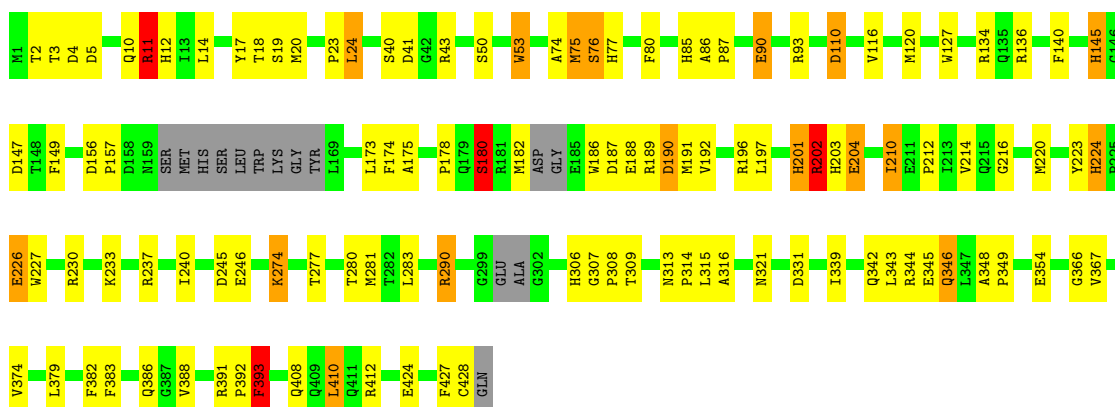 M1 T2 T3 D4 D5 Q10 R11 H12 I13 L14 Y17 T18 S19 M20 P23 L24 S40 D41 G42 R43 S50 W53 A74 M75 S76 H77 F80 H85 A86 P87 E90 R93 D110 V116 M120 W127 R134 Q135 R136 F140 H145 G146
D147 T148 F149 D156 P157 D158 N159 SER MET HIS SER LEU TRP LYS GLY TYR L169 L173 F174 A175 P178 Q179 S180 R181 M182 ASP GLY E185 W186 D187 E188 R189 D190 M191 V192 R196 L197 H201 R202 H203 E204 I210 E211 P212 I213 V214 Q215 G216 M220 Y223 H224 P225
E226 W227 R230 K233 R237 I240 D245 E246 K274 T277 T280 M281 T282 L283 R290 G299 GLU ALA G302 H306 G307 P308 T309 N313 P314 L315 A316 N321 D331 I339 Q342 L343 R344 E345 Q346 L347 A348 P349 E354 G366 V367
V374 L379 F382 F383 Q386 G387 V388 R391 P392 F393 Q408 Q409 L410 Q411 R412 E424 F427 C428 GLN